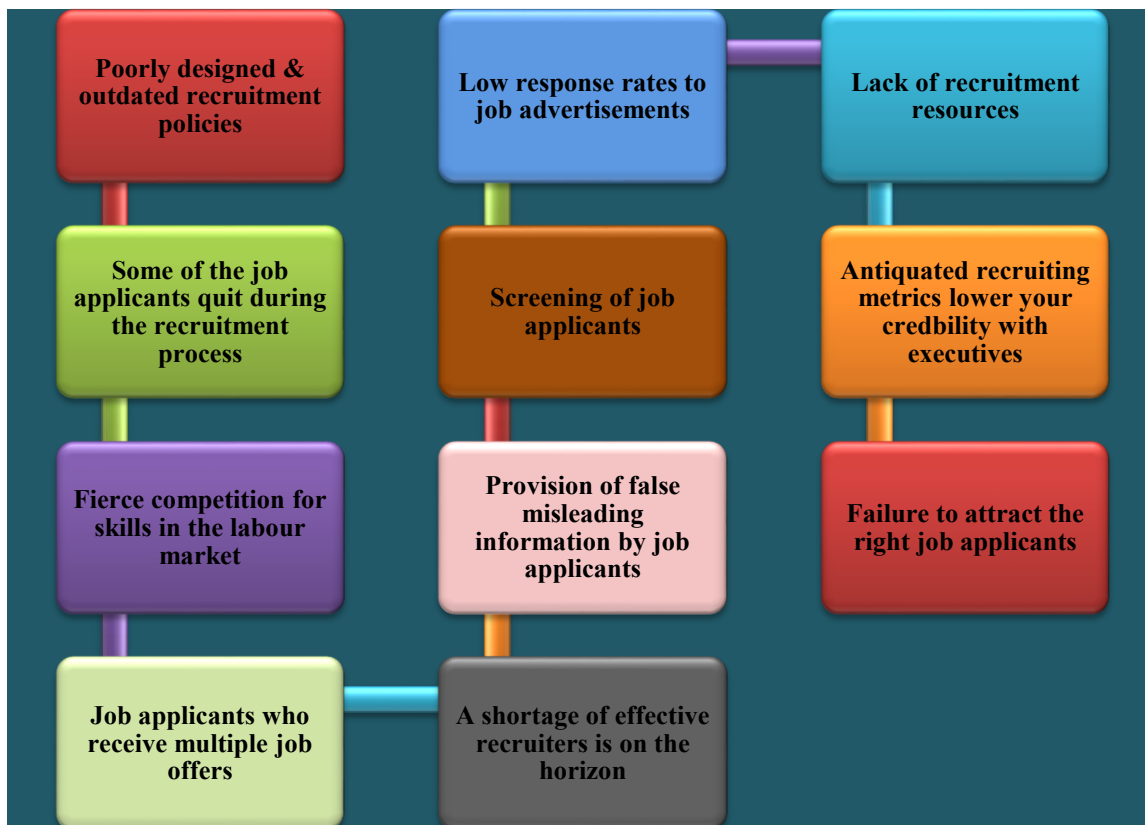 Poorly designed &
outdated recruitment
policies
Some of the job
applicants quit during
the recruitment
process
Fierce competition for
skills in the labour
market
Job applicants who
receive multiple job
offers
A shortage of effective
recruiters is on the
horizon
Provision of false
misleading
information by job
applicants
Screening of job
applicants
Low response rates to
job advertisements
Lack of recruitment
resources
Antiquated recruiting
metrics lower your
credbility with
executives
Failure to attract the
right job applicants